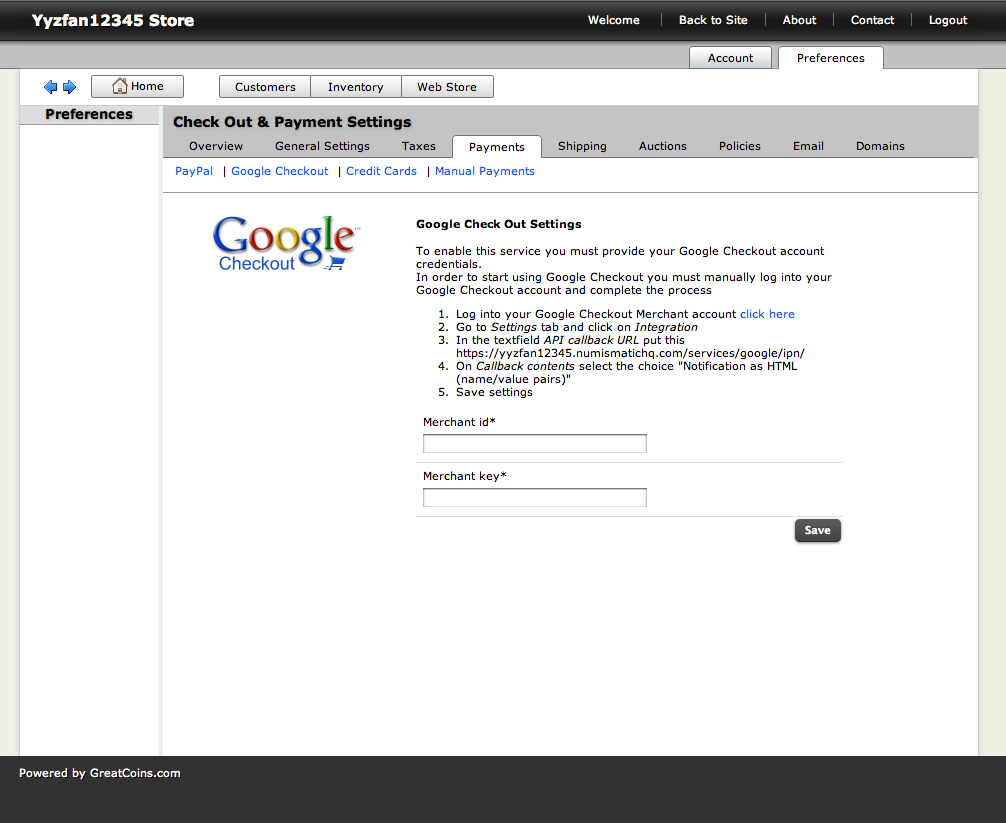 Yyzfan12345 Store
Welcome | Back to Site | About | Contact | Logout
Account Preferences
Home Customers Inventory Web Store
Preferences
Check Out & Payment Settings
Overview General Settings Taxes Payments Shipping Auctions Policies Email Domains
PayPal | Google Checkout | Credit Cards | Manual Payments
Google™
Checkout
Google Check Out Settings
To enable this service you must provide your Google Checkout account
credentials.
In order to start using Google Checkout you must manually log into your
Google Checkout account and complete the process
1. Log into your Google Checkout Merchant account click here
2. Go to Settings tab and click on Integration
3. In the textfield API callback URL put this
https://yyzfan12345.numismatichq.com/services/google/ipn/
4. On Callback contents select the choice "Notification as HTML
(name/value pairs)"
5. Save settings
Merchant id*
Merchant key*
Save
Powered by GreatCoins.com